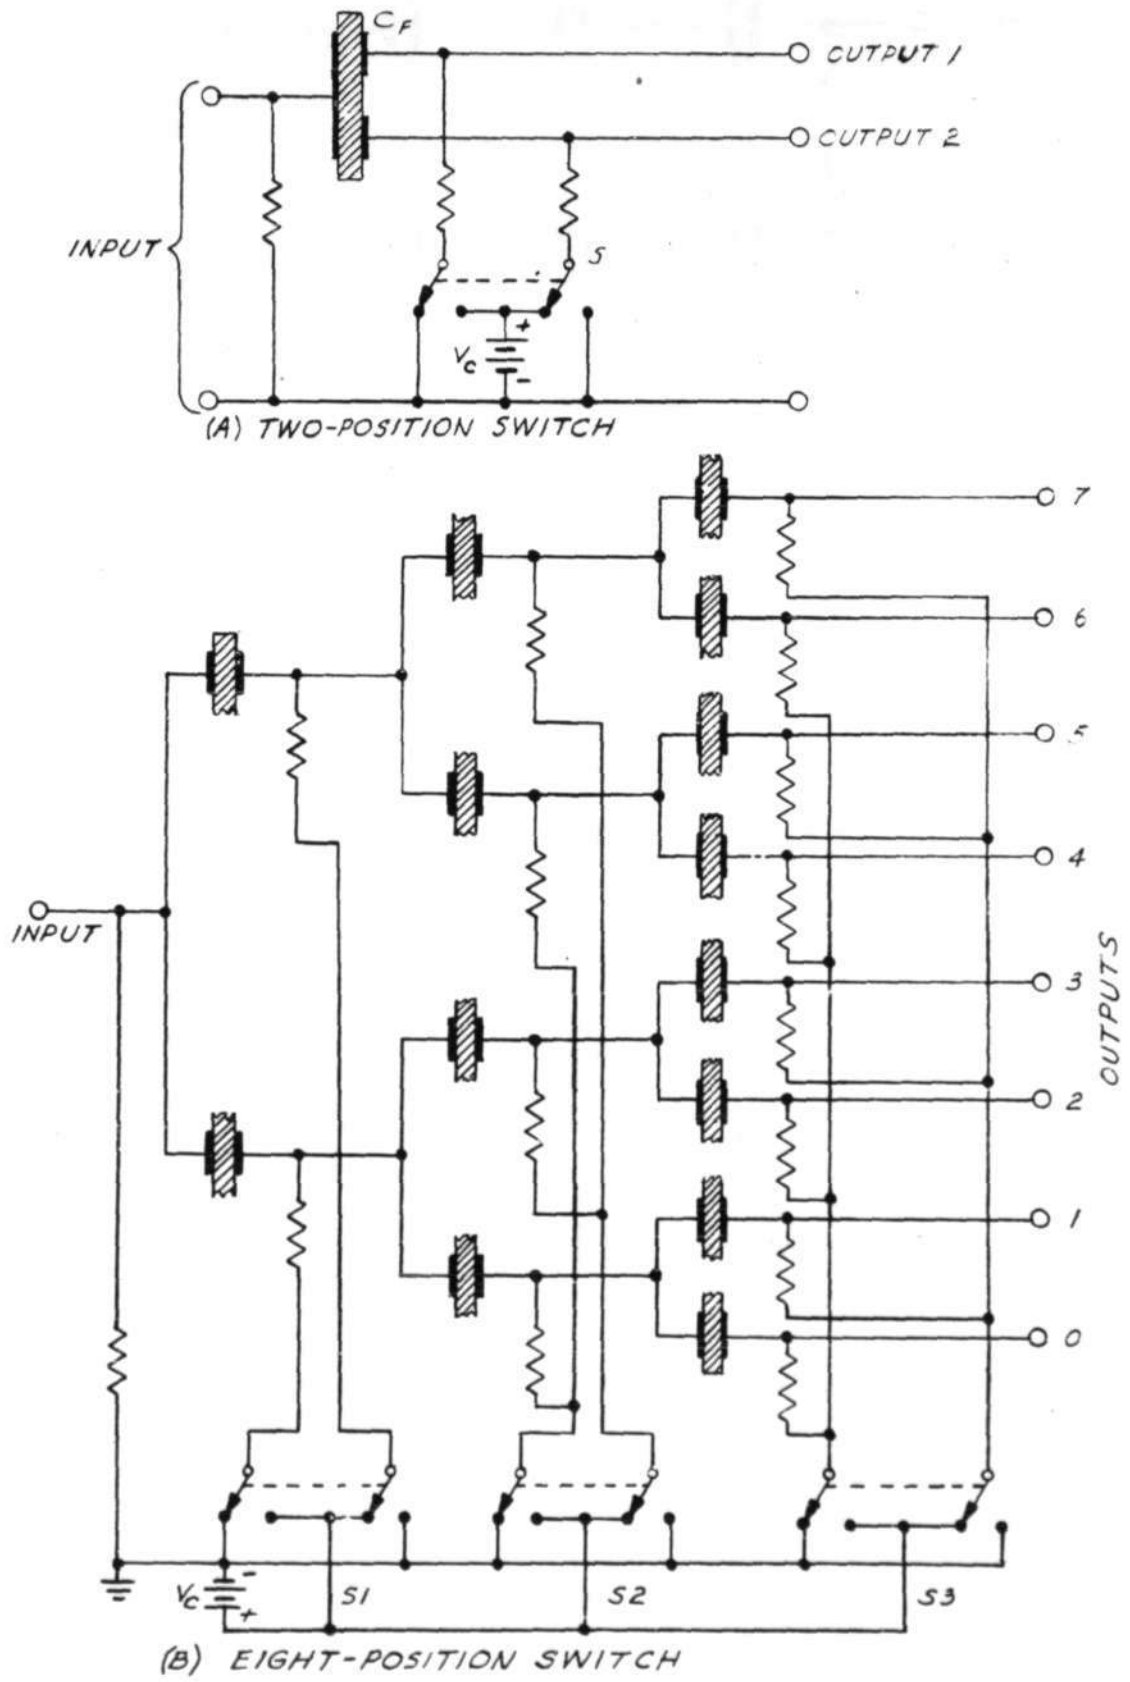 C_F
OUTPUT 1
OUTPUT 2
INPUT
S
+
V_C
-
(A) TWO-POSITION SWITCH
7
6
5
4
INPUT
3
OUTPUTS
2
1
0
-
V_C
+
S1
S2
S3
(B) EIGHT-POSITION SWITCH